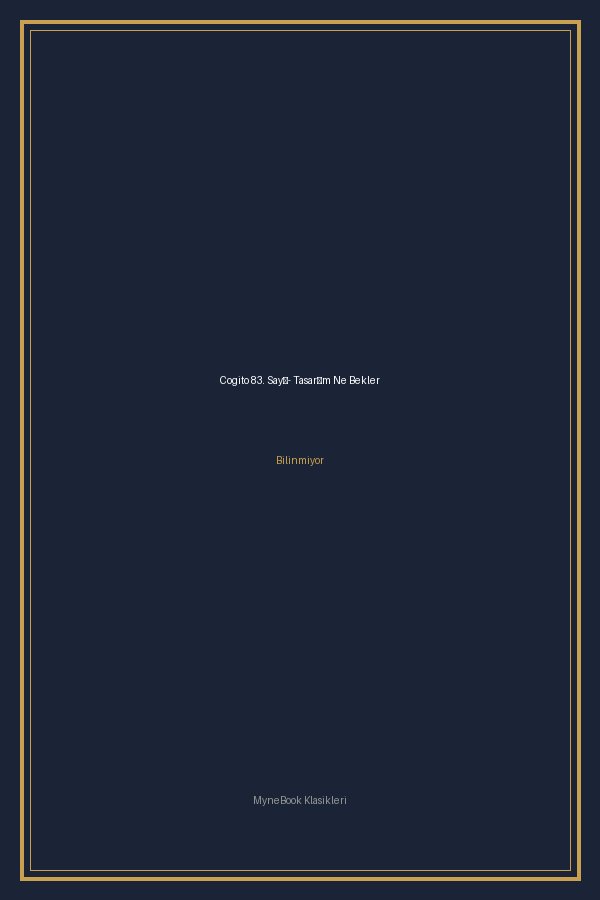 Cogito 83. Say□- Tasar□m Ne Bekler
Bilinmiyor
MyneBook Klasikleri